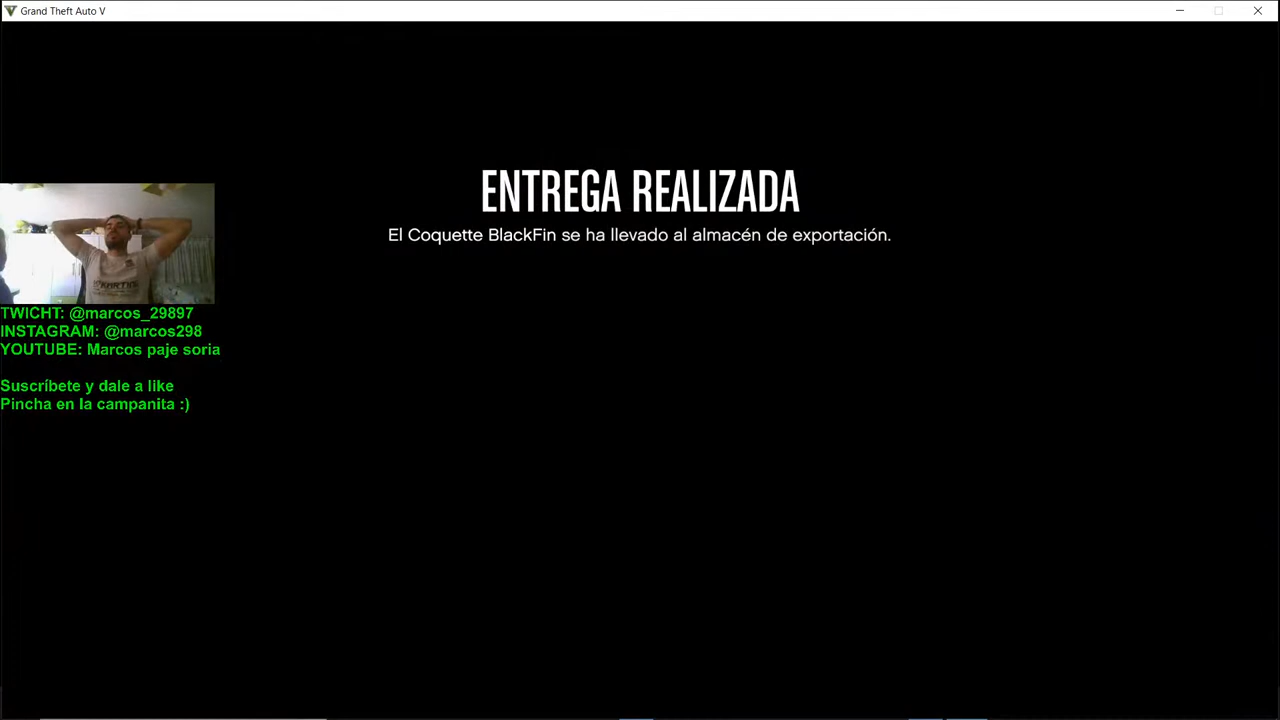 Grand Theft Auto V
ENTREGA REALIZADA
El Coquette BlackFin se ha llevado al almacén de exportación.
TWICHT: @marcos_29897
INSTAGRAM: @marcos298
YOUTUBE: Marcos paje soria
Suscríbete y dale a like
Pincha en la campanita :)